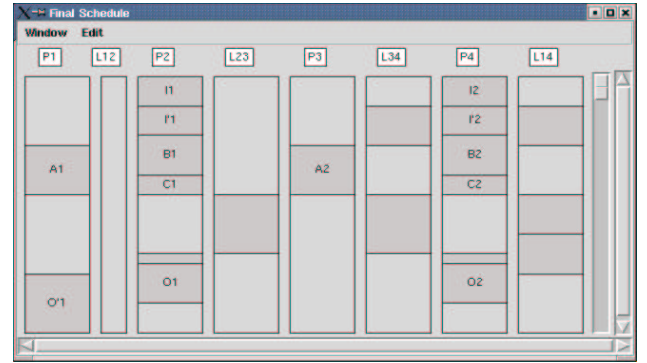 Final Schedule
Window Edit
P1 L12 P2 L23 P3 L34 P4 L14
I1 I2
I'1 I'2
B1 B2
A1 A2
C1 C2
O1 O2
O'1